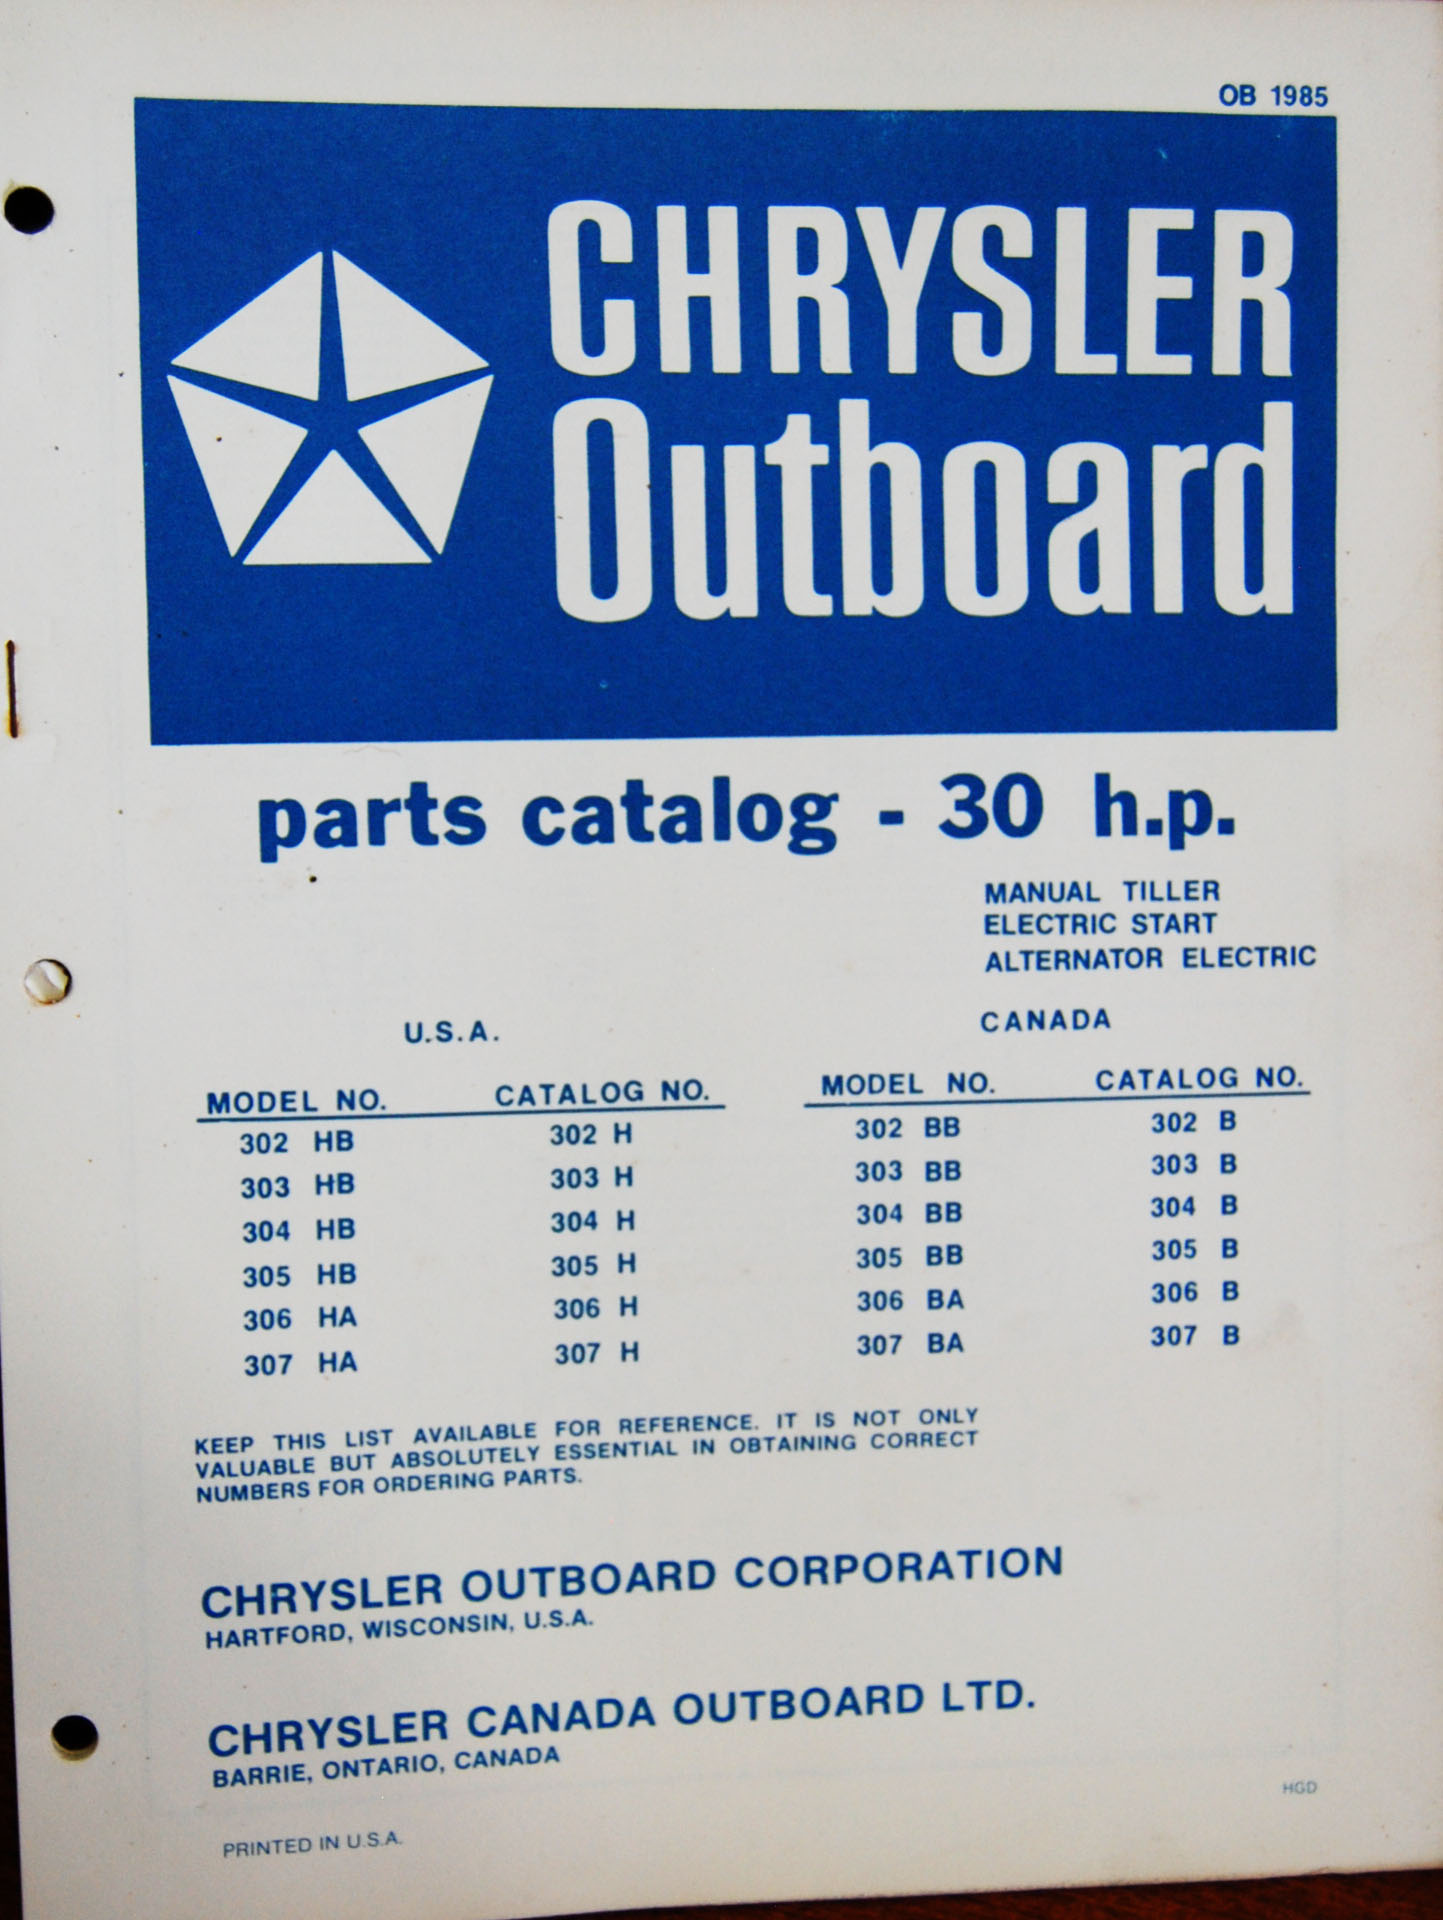 OB 1985
CHRYSLER
Outboard
parts catalog - 30 h.p.
MANUAL TILLER
ELECTRIC START
ALTERNATOR ELECTRIC
U.S.A. CANADA
MODEL NO. CATALOG NO. MODEL NO. CATALOG NO.
302 HB 302 H 302 BB 302 B
303 HB 303 H 303 BB 303 B
304 HB 304 H 304 BB 304 B
305 HB 305 H 305 BB 305 B
306 HA 306 H 306 BA 306 B
307 HA 307 H 307 BA 307 B
KEEP THIS LIST AVAILABLE FOR REFERENCE. IT IS NOT ONLY
VALUABLE BUT ABSOLUTELY ESSENTIAL IN OBTAINING CORRECT
NUMBERS FOR ORDERING PARTS.
CHRYSLER OUTBOARD CORPORATION
HARTFORD, WISCONSIN, U.S.A.
CHRYSLER CANADA OUTBOARD LTD.
BARRIE, ONTARIO, CANADA
HGD
PRINTED IN U.S.A.